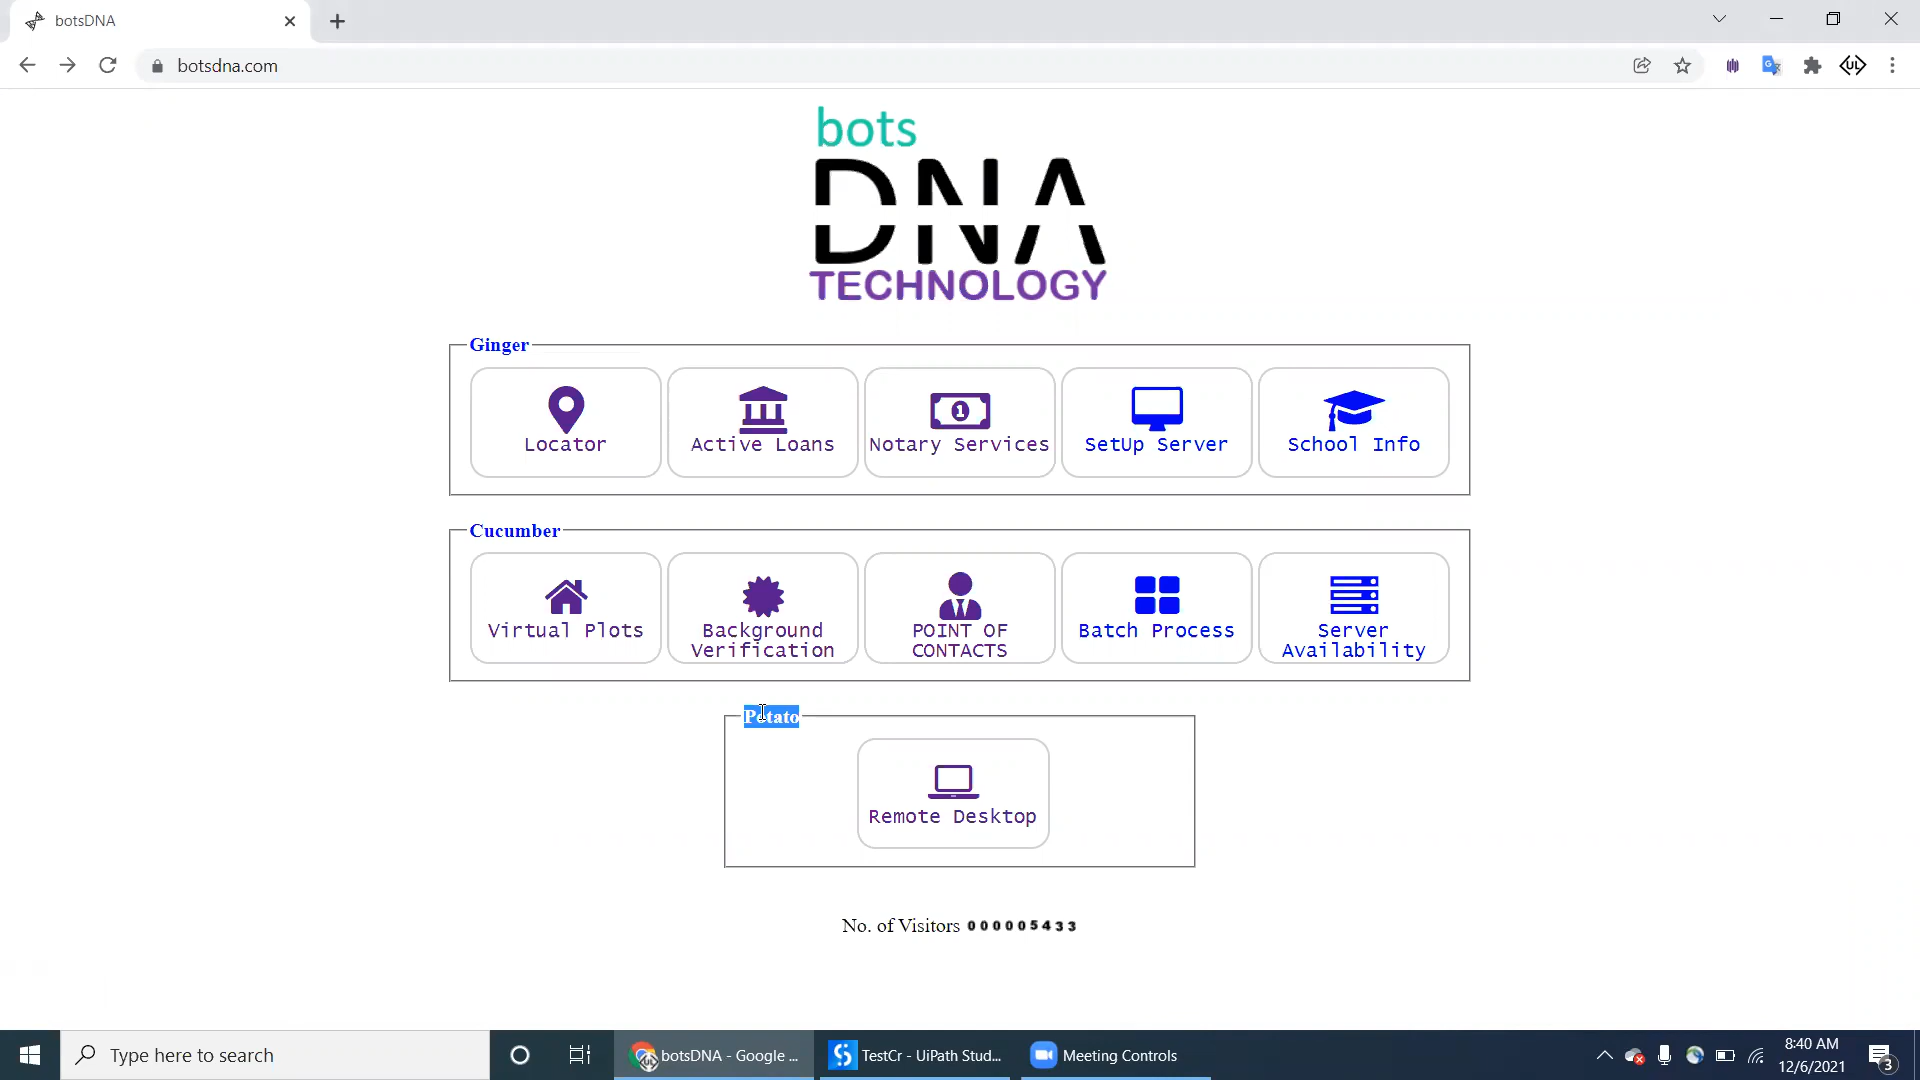 botsDNA
botsdna.com
bots
DNA
TECHNOLOGY
Ginger
Locator
Active Loans
Notary Services
SetUp Server
School Info
Cucumber
Virtual Plots
Background
Verification
POINT OF
CONTACTS
Batch Process
Server
Availability
Potato
Remote Desktop
No. of Visitors 000005433
Type here to search
botsDNA - Google ...
TestCr - UiPath Stud...
Meeting Controls
8:40 AM
12/6/2021
3